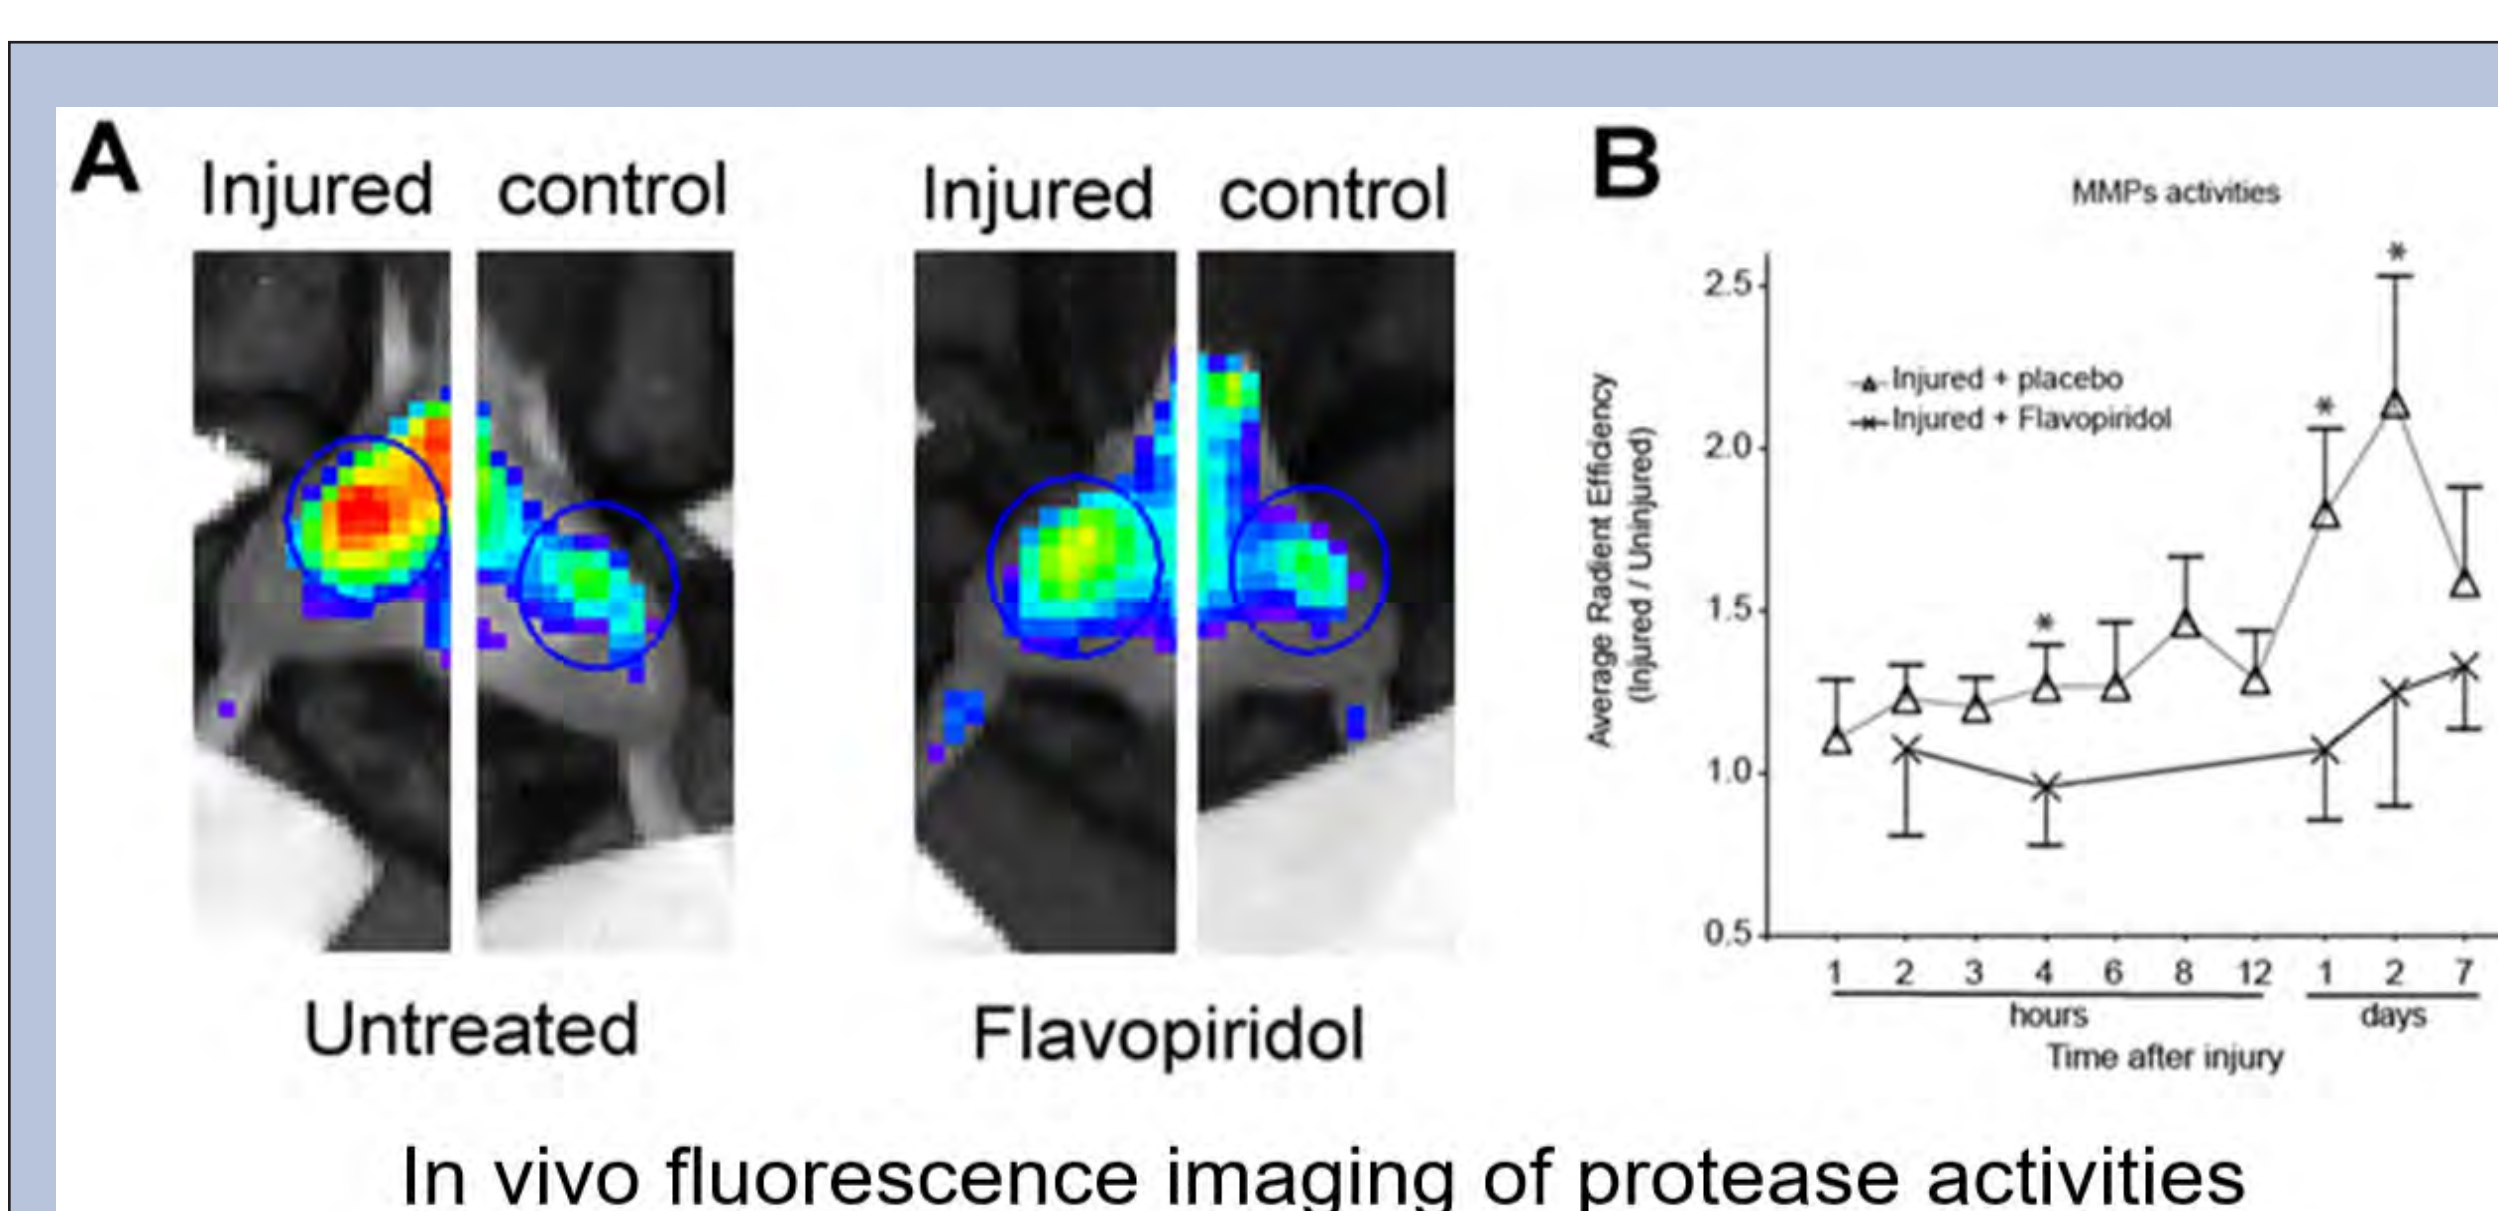 A
Injured control
Injured control
Untreated
Flavopiridol
B
MMPs activities
Average Radient Efficiency
(Injured / Uninjured)
2.5
2.0
1.5
1.0
0.5
Injured + placebo
Injured + Flavopiridol
*
*
*
1 2 3 4 6 8 12 1 2 7
hours days
Time after injury
In vivo fluorescence imaging of protease activities